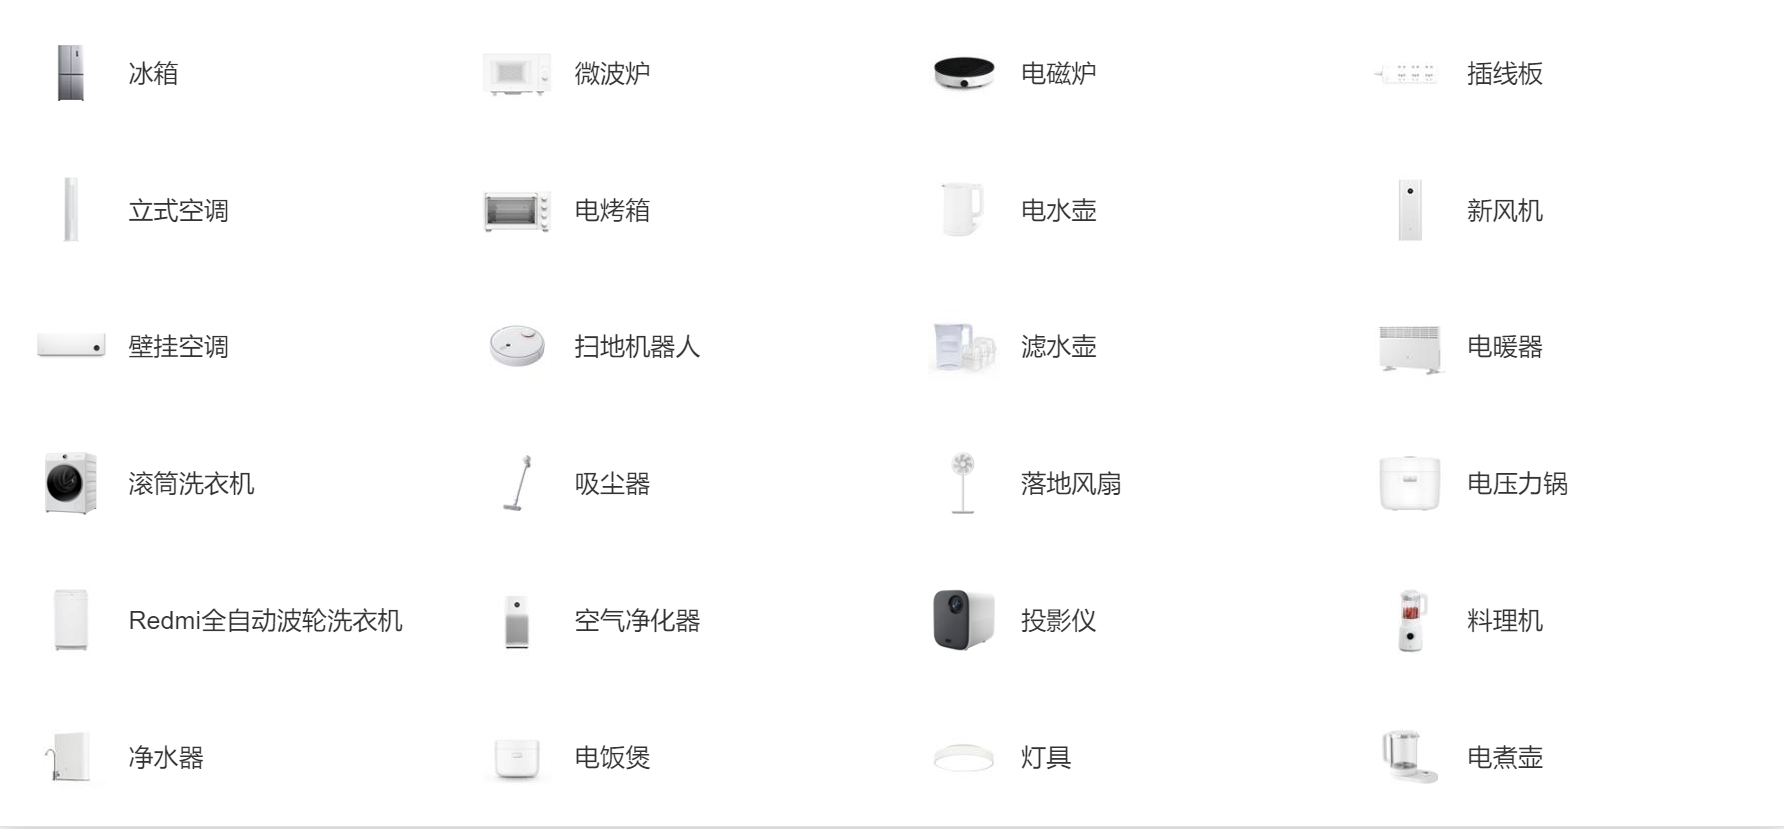 冰箱
微波炉
电磁炉
插线板
立式空调
电烤箱
电水壶
新风机
壁挂空调
扫地机器人
滤水壶
电暖器
滚筒洗衣机
吸尘器
落地风扇
电压力锅
Redmi全自动波轮洗衣机
空气净化器
投影仪
料理机
净水器
电饭煲
灯具
电煮壶